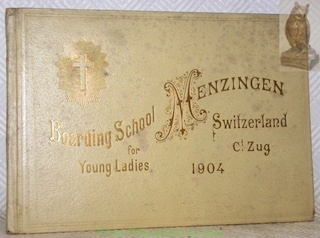 Boarding School
for
Young Ladies
MENZINGEN
Switzerland
Ct Zug
1904